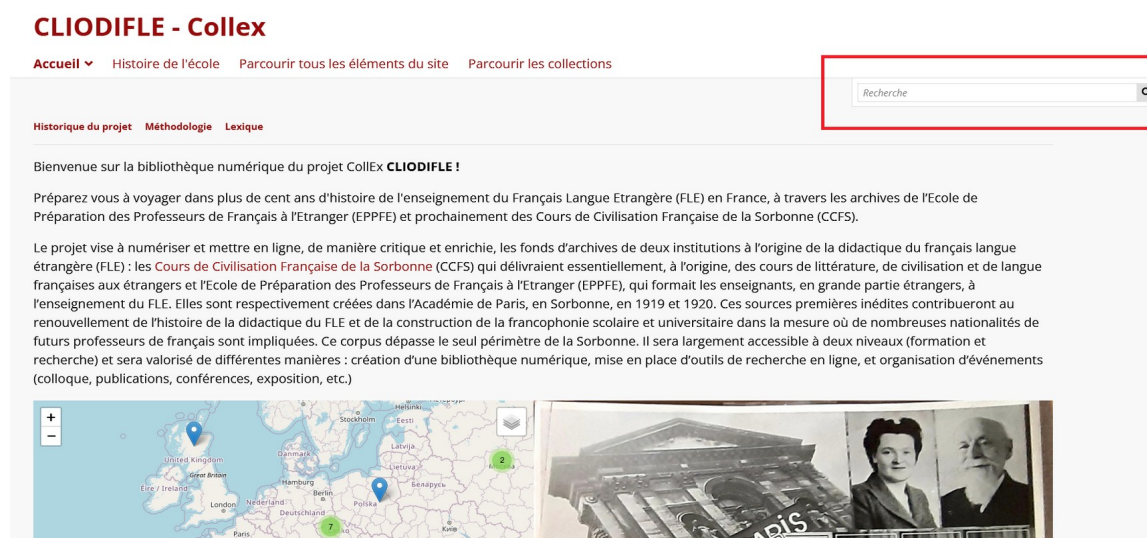 CLIODIFLE - Collex
Accueil
Histoire de l'école
Parcourir tous les éléments du site
Parcourir les collections
Recherche
Historique du projet
Méthodologie
Lexique
Bienvenue sur la bibliothèque numérique du projet CollEx CLIODIFLE !
Préparez vous à voyager dans plus de cent ans d'histoire de l'enseignement du Français Langue Etrangère (FLE) en France, à travers les archives de l'Ecole de
Préparation des Professeurs de Français à l'Etranger (EPPFE) et prochainement des Cours de Civilisation Française de la Sorbonne (CCFS).
Le projet vise à numériser et mettre en ligne, de manière critique et enrichie, les fonds d'archives de deux institutions à l'origine de la didactique du français langue
étrangère (FLE) : les Cours de Civilisation Française de la Sorbonne (CCFS) qui délivraient essentiellement, à l'origine, des cours de littérature, de civilisation et de langue
françaises aux étrangers et l'Ecole de Préparation des Professeurs de Français à l'Etranger (EPPFE), qui formait les enseignants, en grande partie étrangers, à
l'enseignement du FLE. Elles sont respectivement créées dans l'Académie de Paris, en Sorbonne, en 1919 et 1920. Ces sources premières inédites contribueront au
renouvellement de l'histoire de la didactique du FLE et de la construction de la francophonie scolaire et universitaire dans la mesure où de nombreuses nationalités de
futurs professeurs de français sont impliquées. Ce corpus dépasse le seul périmètre de la Sorbonne. Il sera largement accessible à deux niveaux (formation et
recherche) et sera valorisé de différentes manières : création d'une bibliothèque numérique, mise en place d'outils de recherche en ligne, et organisation d'événements
(colloque, publications, conférences, exposition, etc.)
+
−
Helsinki
Stockholm
Eesti
Latvija
United Kingdom
Danmark
2
Lietuva
Great Britain
Éire / Ireland
Hamburg
Беларусь
Berlin
London
Nederland
Polska
Deutschland
7
Київ
Paris
PARIS